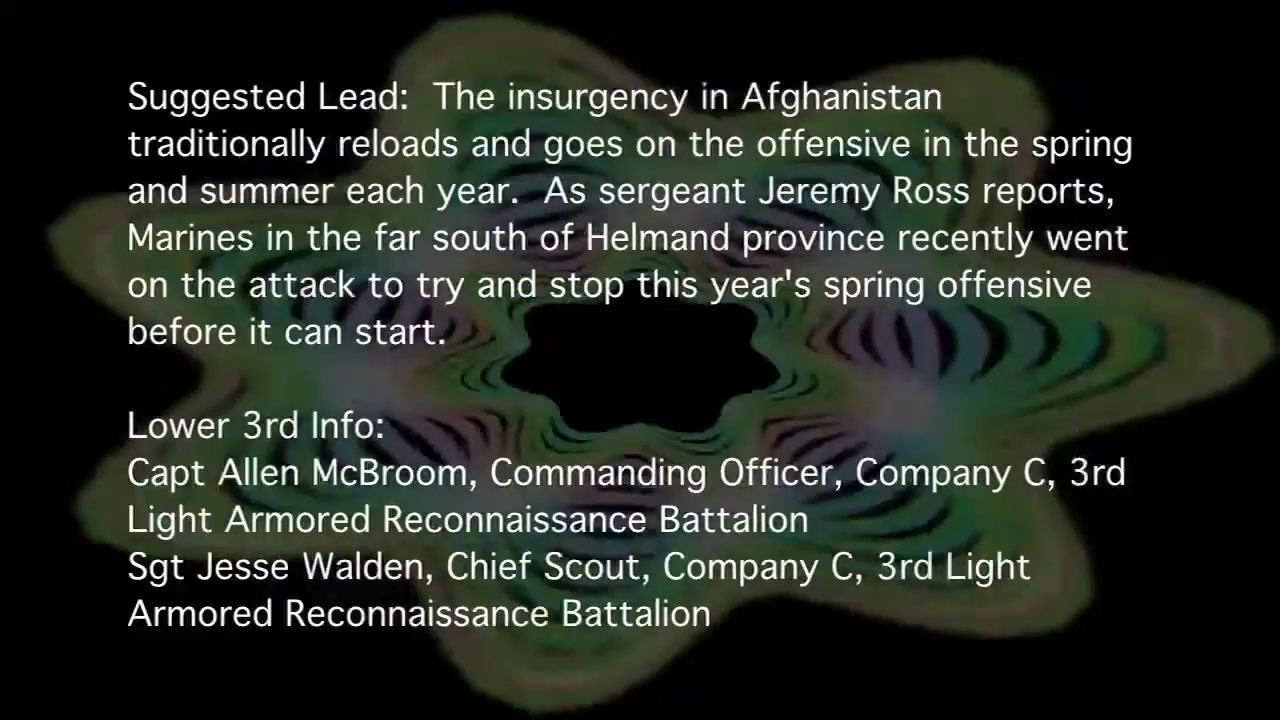 Suggested Lead:  The insurgency in Afghanistan
traditionally reloads and goes on the offensive in the spring
and summer each year.  As sergeant Jeremy Ross reports,
Marines in the far south of Helmand province recently went
on the attack to try and stop this year's spring offensive
before it can start.

Lower 3rd Info:
Capt Allen McBroom, Commanding Officer, Company C, 3rd
Light Armored Reconnaissance Battalion
Sgt Jesse Walden, Chief Scout, Company C, 3rd Light
Armored Reconnaissance Battalion